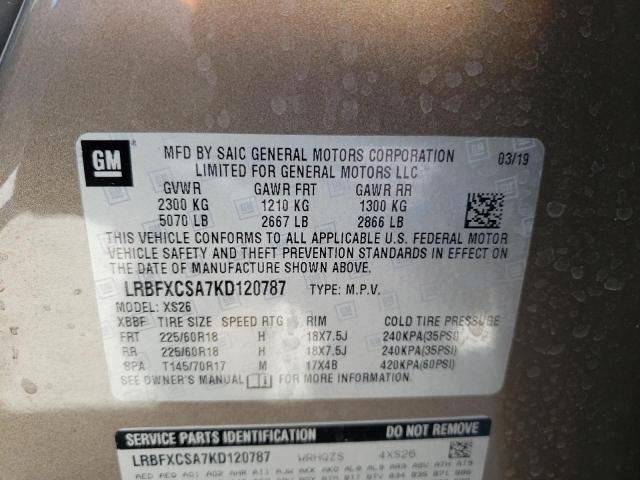 GM
MFD BY SAIC GENERAL MOTORS CORPORATION 03/19
LIMITED FOR GENERAL MOTORS LLC
GVWR GAWR FRT GAWR RR
2300 KG 1210 KG 1300 KG
5070 LB 2667 LB 2866 LB
THIS VEHICLE CONFORMS TO ALL APPLICABLE U.S. FEDERAL MOTOR
VEHICLE SAFETY AND THEFT PREVENTION STANDARDS IN EFFECT ON
THE DATE OF MANUFACTURE SHOWN ABOVE.
LRBFXCSA7KD120787 TYPE: M.P.V.
MODEL: XS26
XBBF TIRE SIZE SPEED RTG RIM COLD TIRE PRESSURE
FRT 225/60R18 H 18X7.5J 240KPA(35PSI)
RR 225/60R18 H 18X7.5J 240KPA(35PSI)
SPA T145/70R17 M 17X4B 420KPA(60PSI)
SEE OWNER'S MANUAL FOR MORE INFORMATION
SERVICE PARTS IDENTIFICATION DO NOT REMOVE
LRBFXCSA7KD120787 WRHQZS 4XS26